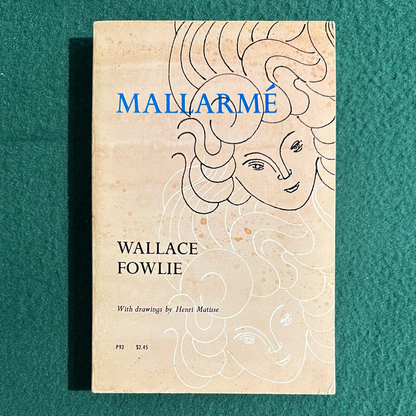 MALLARMÉ
WALLACE
FOWLIE
With drawings by Henri Matisse
P93 $2.45